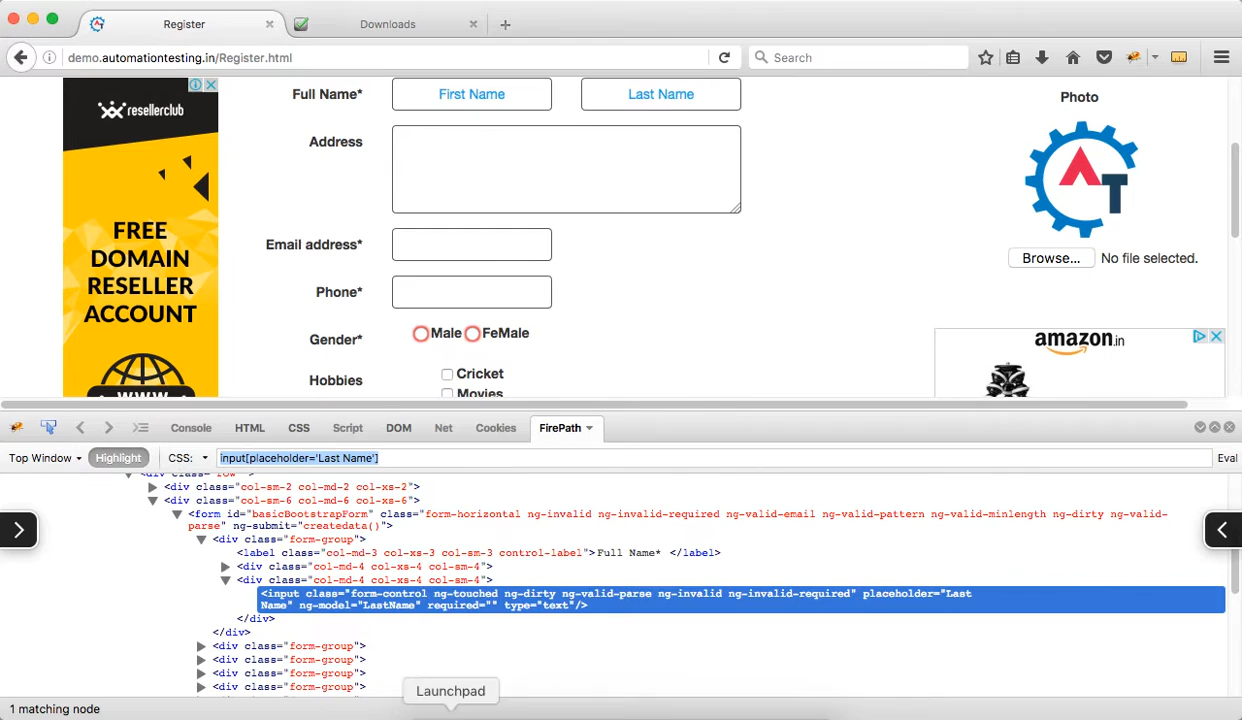 Register
Downloads
demo.automationtesting.in/Register.html
Search
resellerclub
FREE
DOMAIN
RESELLER
ACCOUNT
WWW
Full Name*
First Name
Last Name
Address
Email address*
Phone*
Gender*
Male
FeMale
Hobbies
Cricket
Movies
Photo
Browse... No file selected.
amazon.in
Console
HTML
CSS
Script
DOM
Net
Cookies
FirePath
Top Window
Highlight
CSS:
input[placeholder='Last Name']
Eval
<div class="row">
<div class="col-sm-2 col-md-2 col-xs-2">
<div class="col-sm-6 col-md-6 col-xs-6">
<form id="basicBootstrapForm" class="form-horizontal ng-invalid ng-invalid-required ng-valid-email ng-valid-pattern ng-valid-minlength ng-dirty ng-valid-
parse" ng-submit="createdata()">
<div class="form-group">
<label class="col-md-3 col-xs-3 col-sm-3 control-label">Full Name* </label>
<div class="col-md-4 col-xs-4 col-sm-4">
<div class="col-md-4 col-xs-4 col-sm-4">
<input class="form-control ng-touched ng-dirty ng-valid-parse ng-invalid ng-invalid-required" placeholder="Last
Name" ng-model="LastName" required="" type="text"/>
</div>
</div>
<div class="form-group">
<div class="form-group">
<div class="form-group">
<div class="form-group">
Launchpad
1 matching node